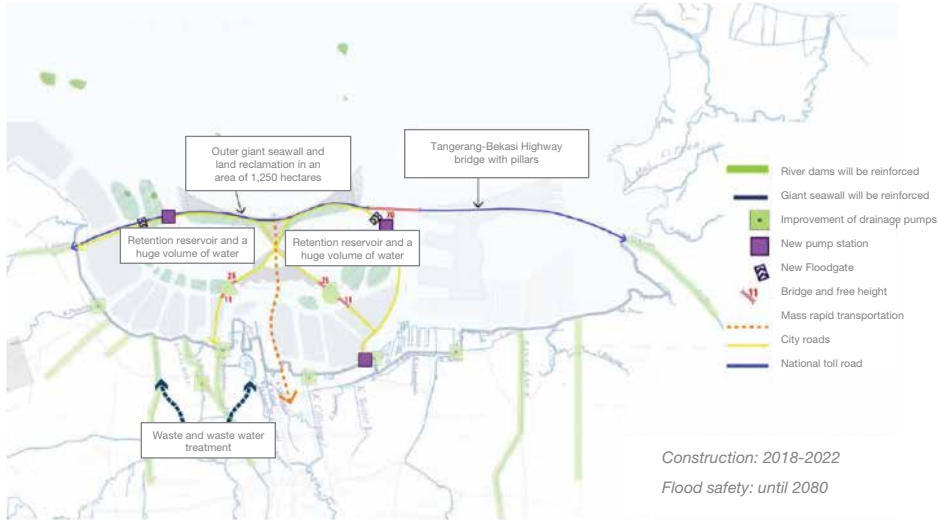 Outer giant seawall and
land reclamation in an
area of 1,250 hectares
Tangerang-Bekasi Highway
bridge with pillars
Retention reservoir and a
huge volume of water
Retention reservoir and a
huge volume of water
Waste and waste water
treatment
River dams will be reinforced
Giant seawall will be reinforced
Improvement of drainage pumps
New pump station
New Floodgate
11
Bridge and free height
Mass rapid transportation
City roads
National toll road
Construction: 2018-2022
Flood safety: until 2080